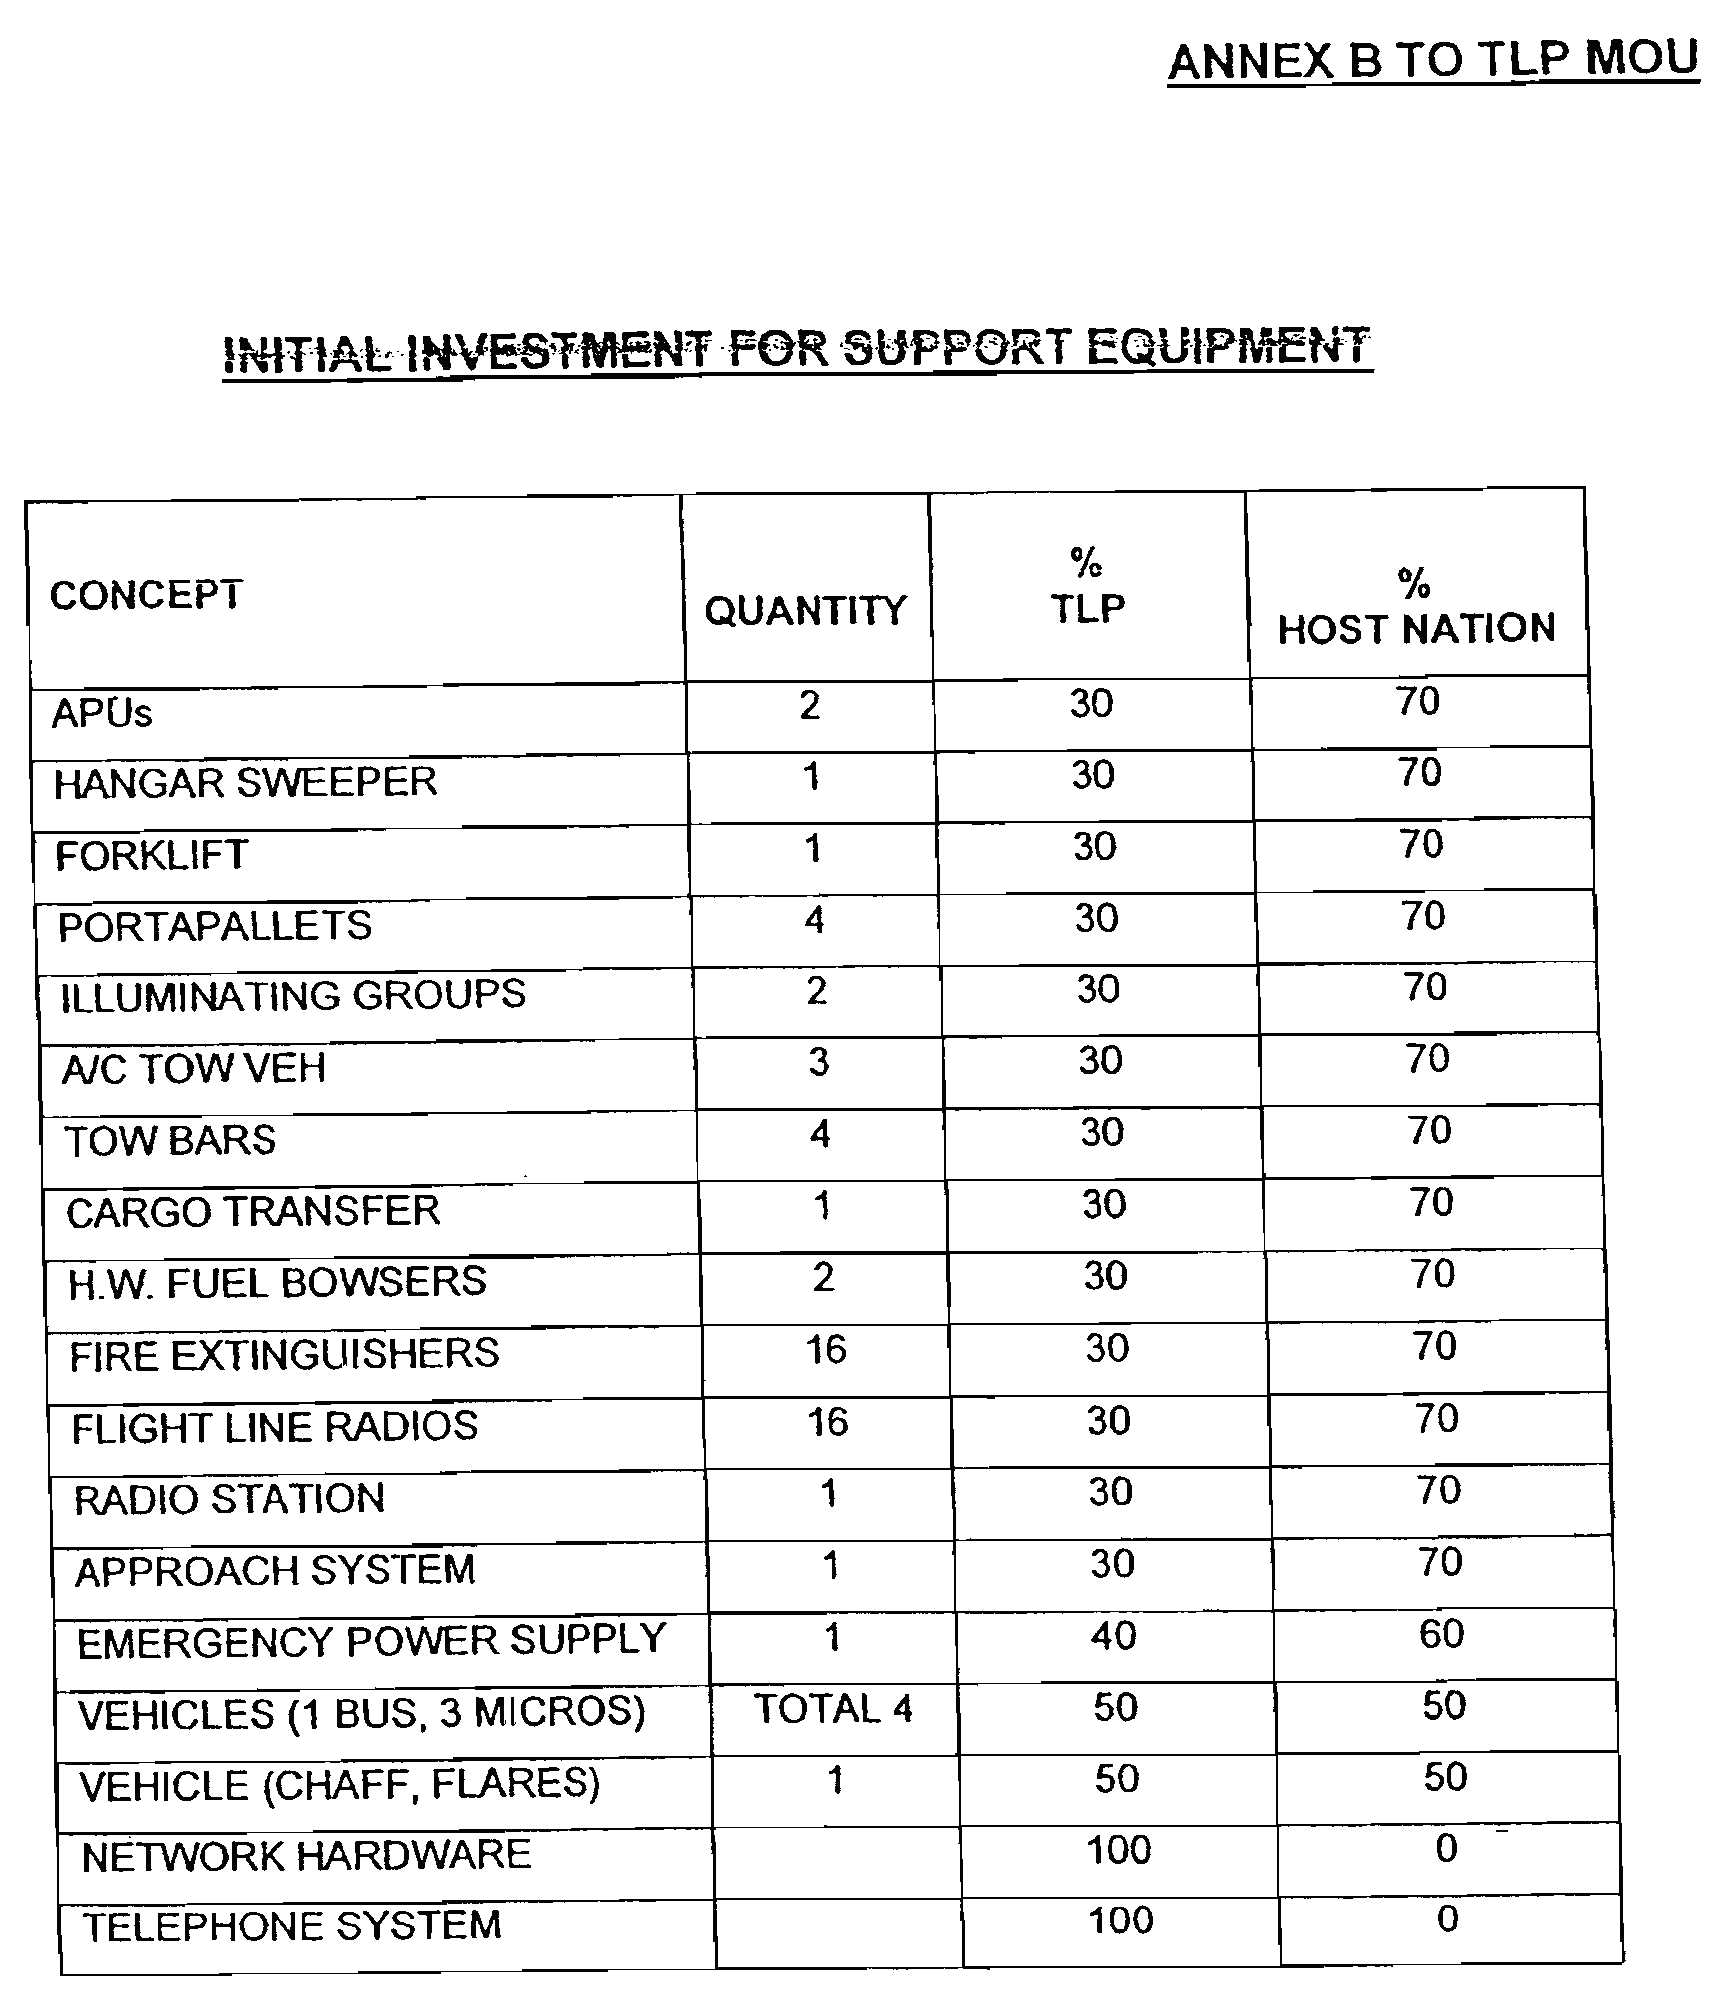 ANNEX B TO TLP MOU
INITIAL INVESTMENT FOR SUPPORT EQUIPMENT
CONCEPT QUANTITY % TLP % HOST NATION
APUs 2 30 70
HANGAR SWEEPER 1 30 70
FORKLIFT 1 30 70
PORTAPALLETS 4 30 70
ILLUMINATING GROUPS 2 30 70
A/C TOW VEH 3 30 70
TOW BARS 4 30 70
CARGO TRANSFER 1 30 70
H.W. FUEL BOWSERS 2 30 70
FIRE EXTINGUISHERS 16 30 70
FLIGHT LINE RADIOS 16 30 70
RADIO STATION 1 30 70
APPROACH SYSTEM 1 30 70
EMERGENCY POWER SUPPLY 1 40 60
VEHICLES (1 BUS, 3 MICROS) TOTAL 4 50 50
VEHICLE (CHAFF, FLARES) 1 50 50
NETWORK HARDWARE 100 0
TELEPHONE SYSTEM 100 0